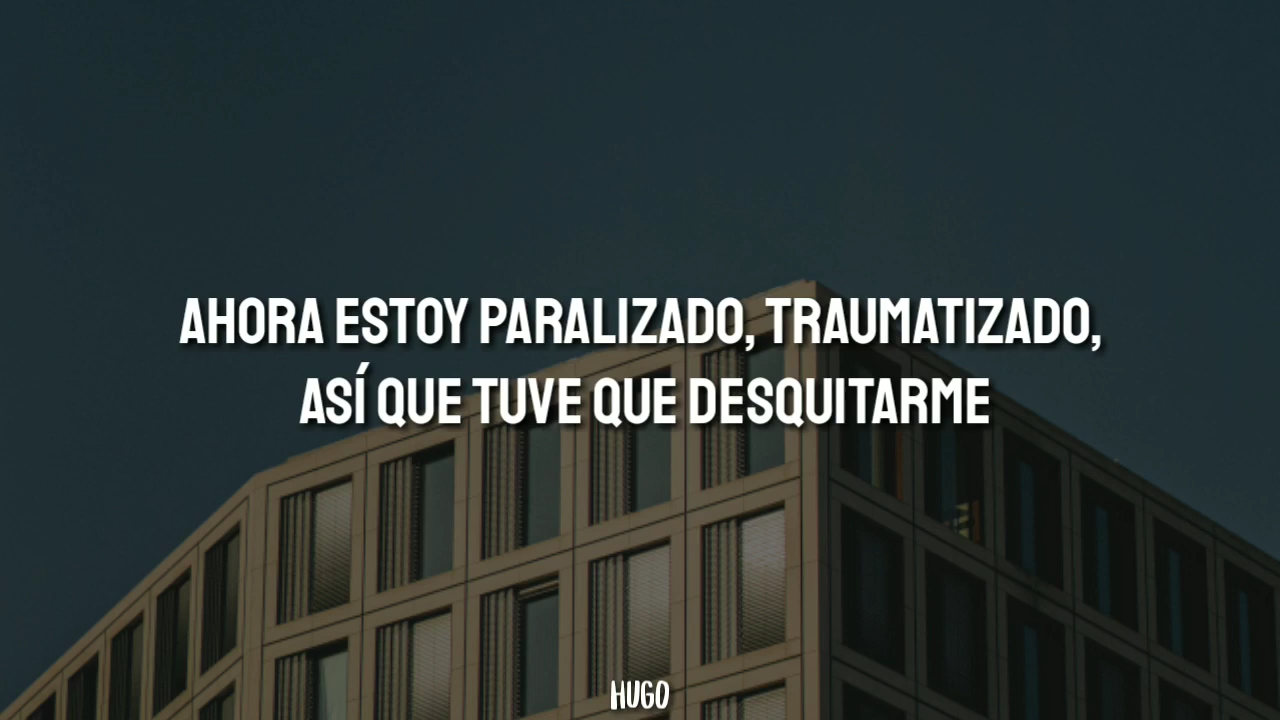 AHORA ESTOY PARALIZADO, TRAUMATIZADO,
ASÍ QUE TUVE QUE DESQUITARME
HUGO